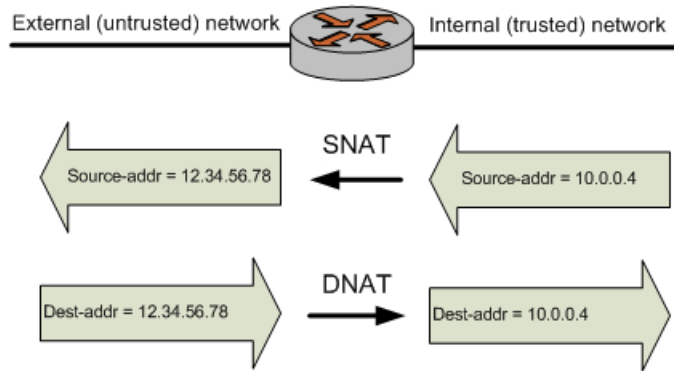 External (untrusted) network
Internal (trusted) network
SNAT
Source-addr = 12.34.56.78
Source-addr = 10.0.0.4
DNAT
Dest-addr = 12.34.56.78
Dest-addr = 10.0.0.4